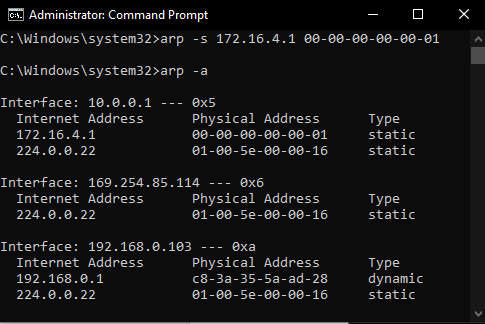 Administrator: Command Prompt
C:\Windows\system32>arp -s 172.16.4.1 00-00-00-00-00-01
C:\Windows\system32>arp -a
Interface: 10.0.0.1 --- 0x5
Internet Address Physical Address Type
172.16.4.1 00-00-00-00-00-01 static
224.0.0.22 01-00-5e-00-00-16 static
Interface: 169.254.85.114 --- 0x6
Internet Address Physical Address Type
224.0.0.22 01-00-5e-00-00-16 static
Interface: 192.168.0.103 --- 0xa
Internet Address Physical Address Type
192.168.0.1 c8-3a-35-5a-ad-28 dynamic
224.0.0.22 01-00-5e-00-00-16 static